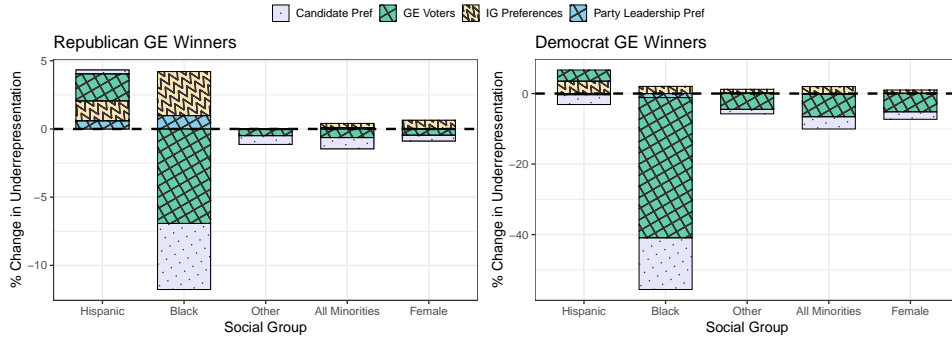 Candidate Pref GE Voters IG Preferences Party Leadership Pref
Republican GE Winners
% Change in Underrepresentation
5
0
−5
−10
Hispanic Black Other All Minorities Female
Social Group
Democrat GE Winners
% Change in Underrepresentation
0
−20
−40
Hispanic Black Other All Minorities Female
Social Group